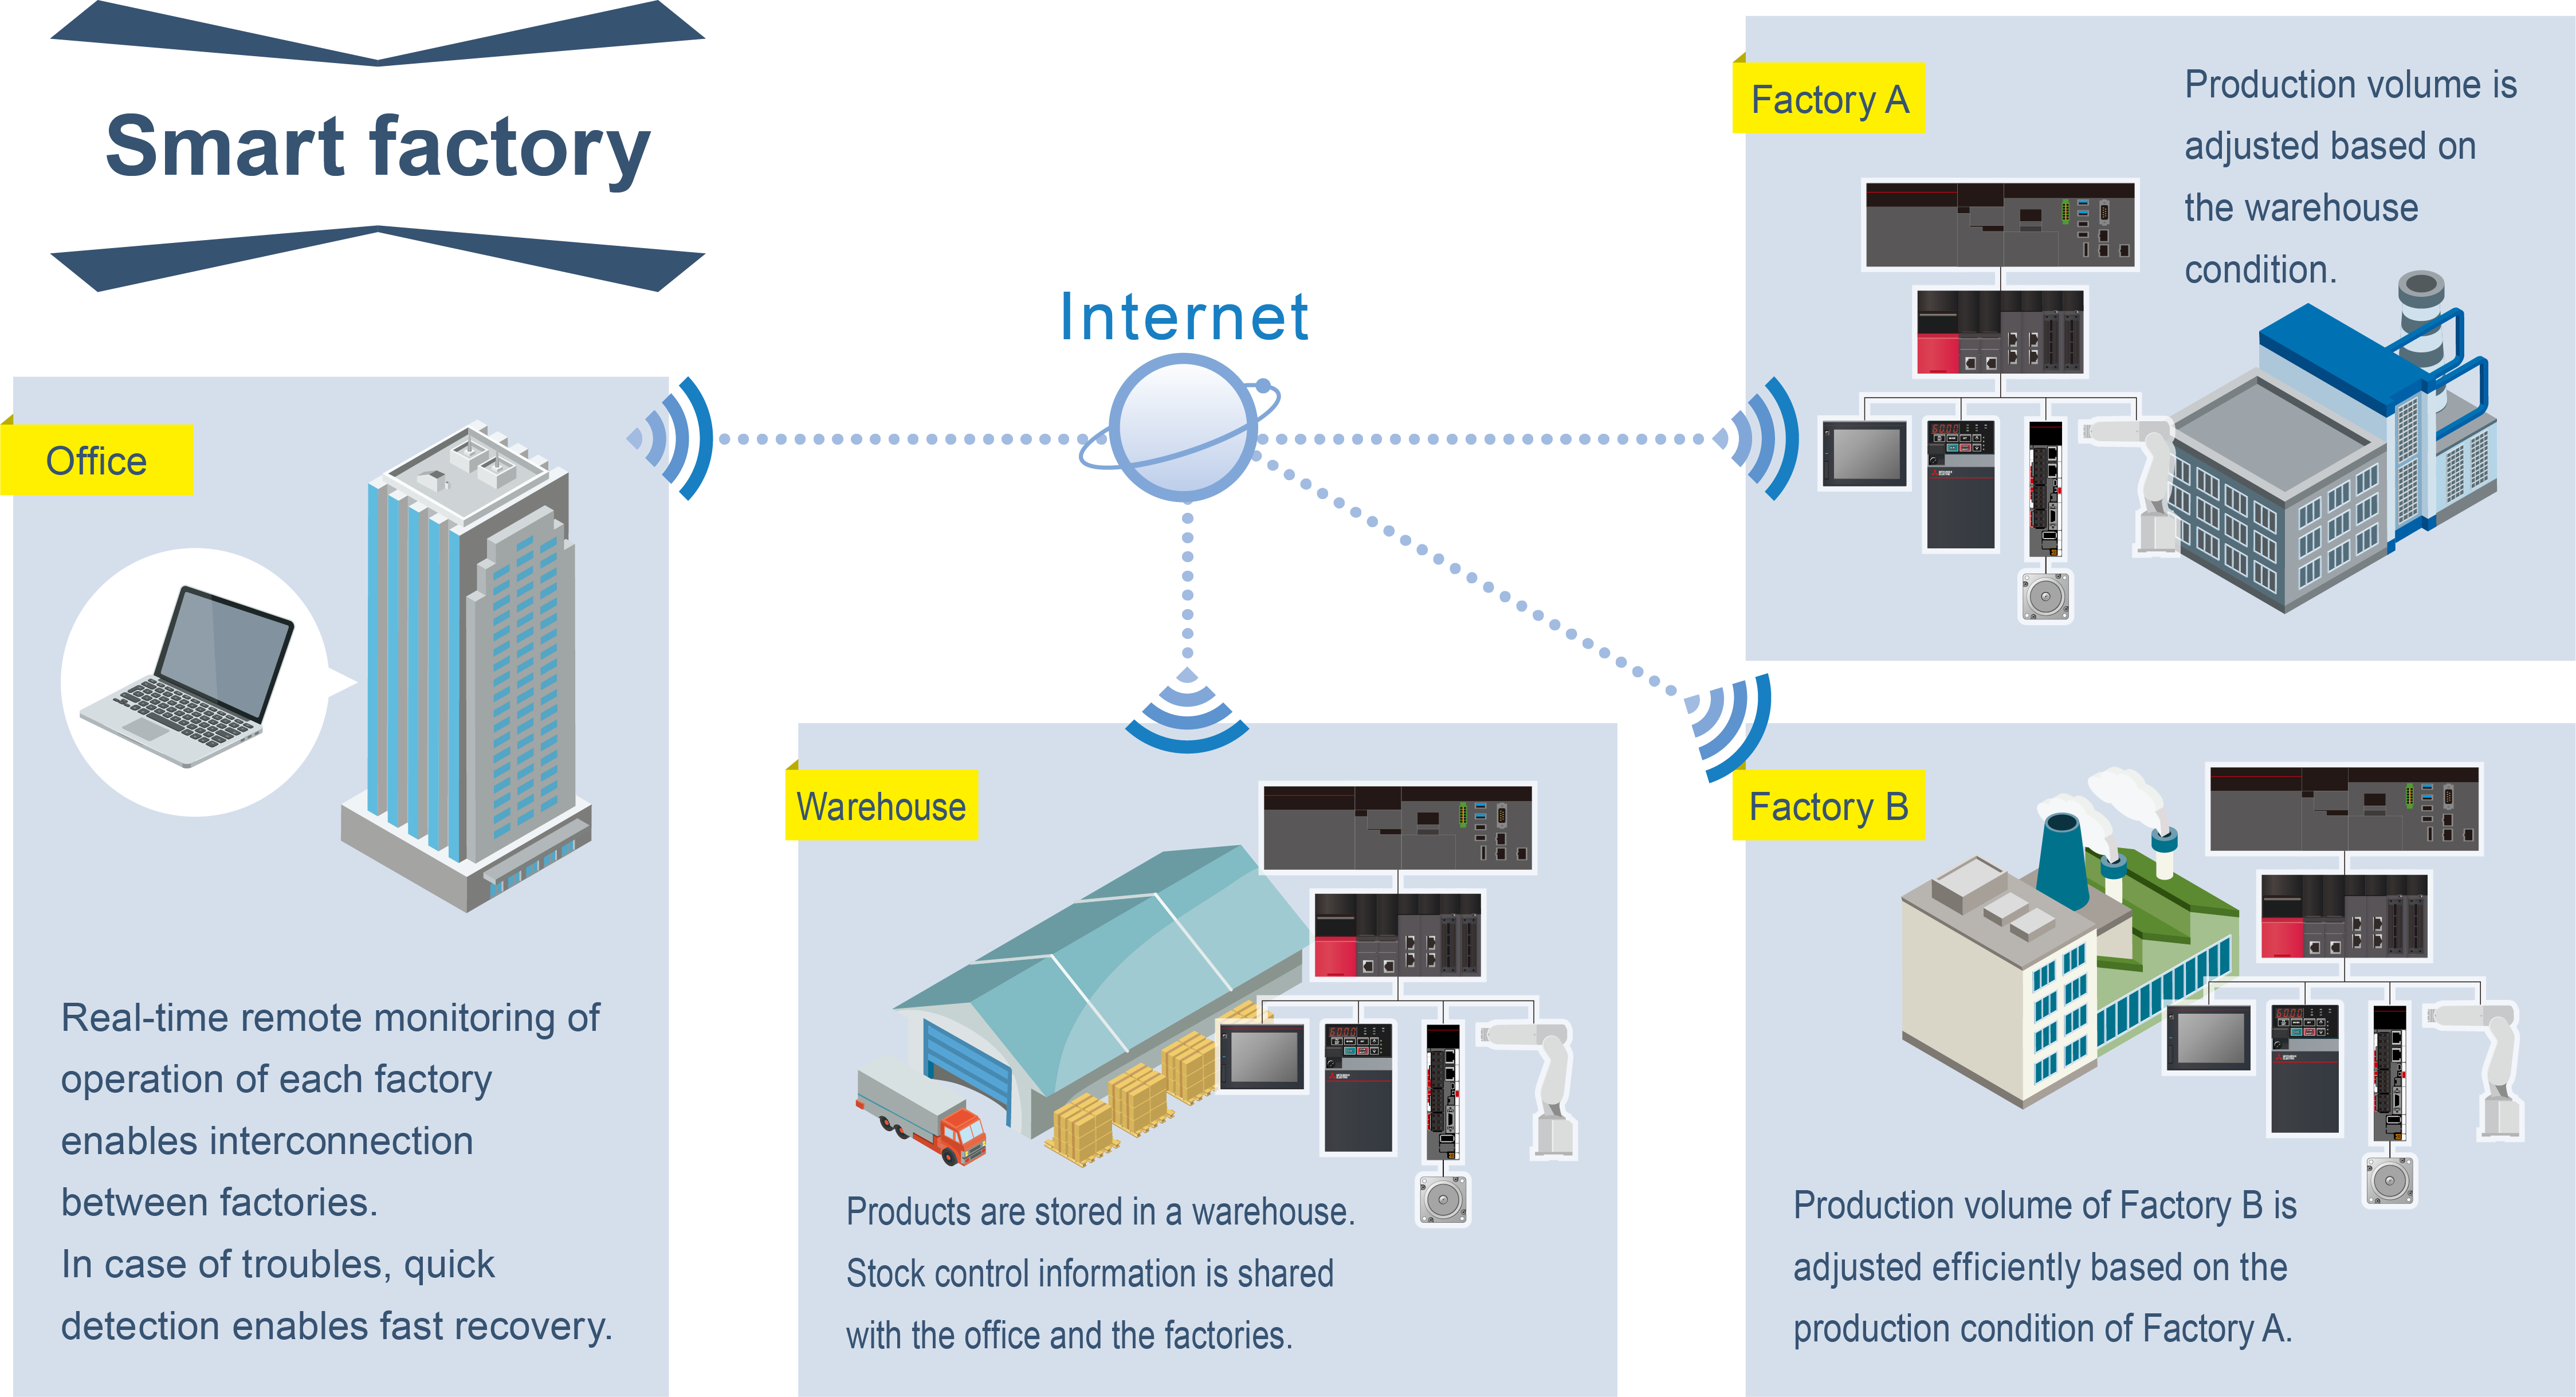 Smart factory
Internet
Office
Real-time remote monitoring of
operation of each factory
enables interconnection
between factories.
In case of troubles, quick
detection enables fast recovery.
Warehouse
Products are stored in a warehouse.
Stock control information is shared
with the office and the factories.
Factory A
Production volume is
adjusted based on
the warehouse
condition.
Factory B
Production volume of Factory B is
adjusted efficiently based on the
production condition of Factory A.